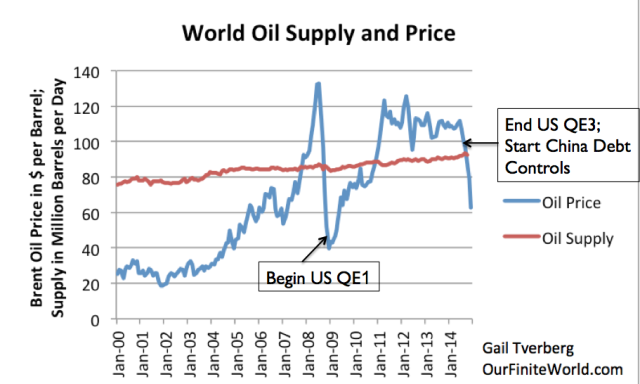 World Oil Supply and Price
Brent Oil Price in $ per Barrel;
Supply in Million Barrels per Day
140
120
100
80
60
40
20
0
Jan-00
Jan-01
Jan-02
Jan-03
Jan-04
Jan-05
Jan-06
Jan-07
Jan-08
Jan-09
Jan-10
Jan-11
Jan-12
Jan-13
Jan-14
Begin US QE1
End US QE3;
Start China Debt
Controls
Oil Price
Oil Supply
Gail Tverberg
OurFiniteWorld.com